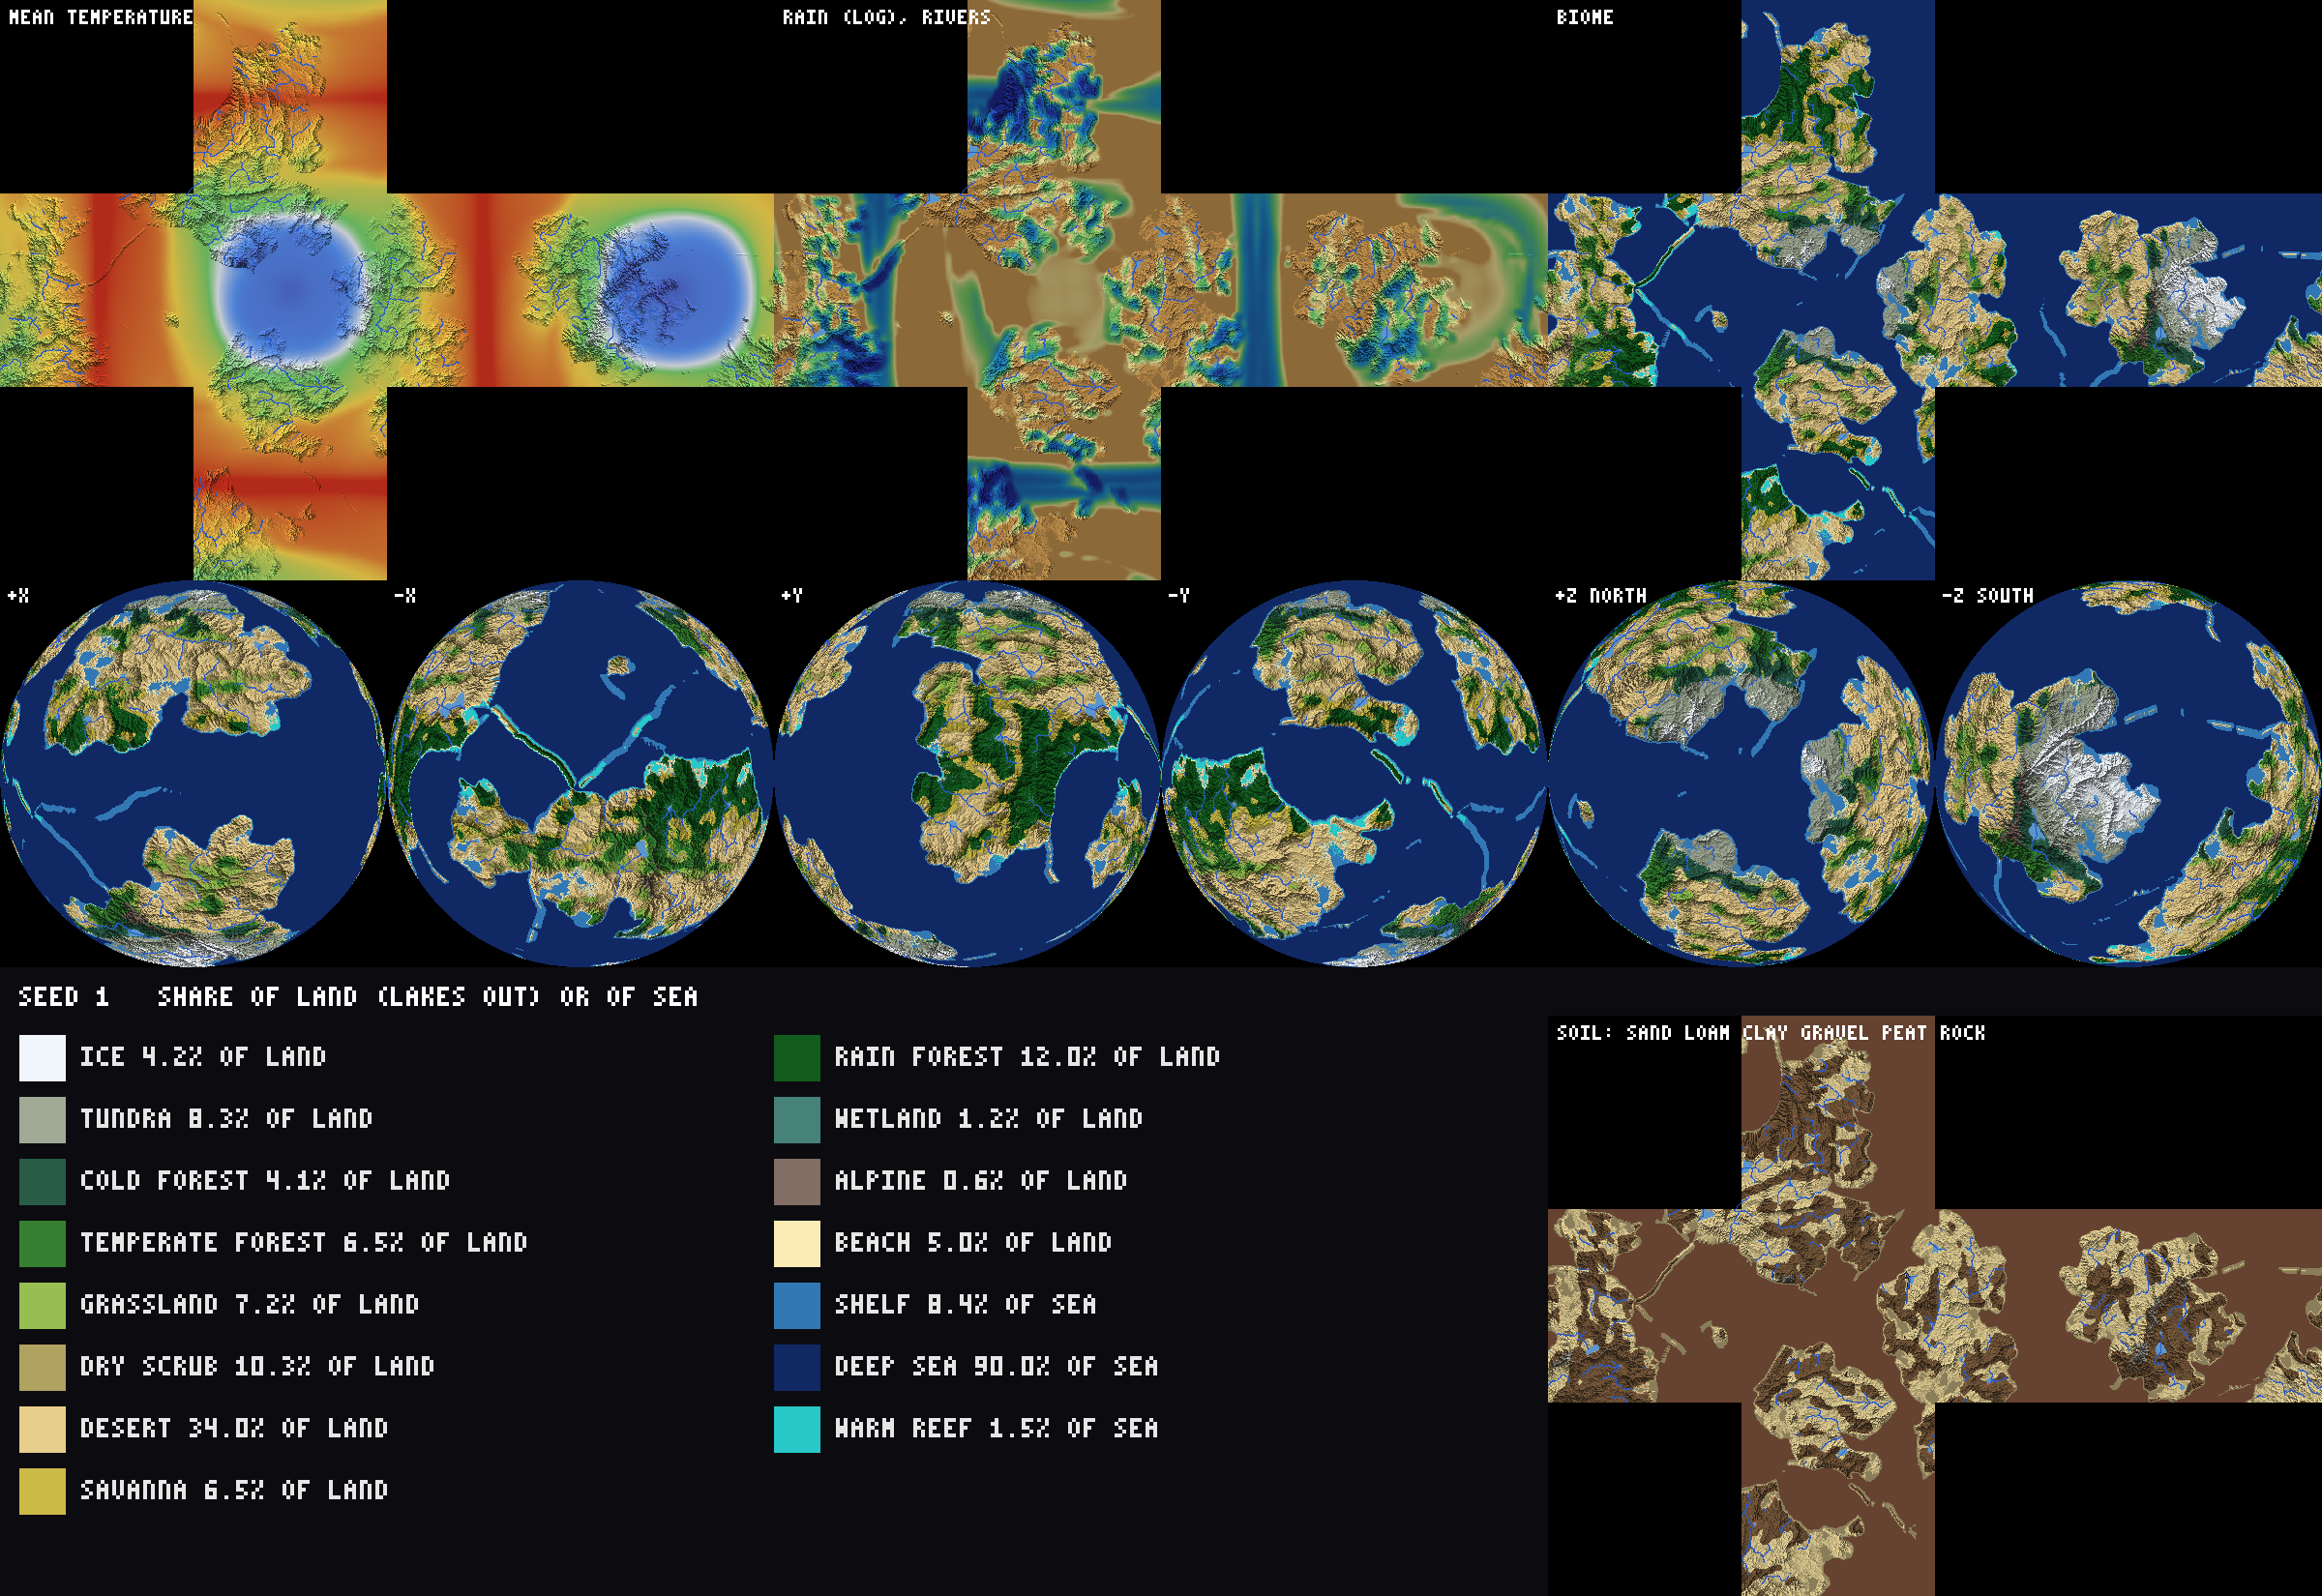 MEAN TEMPERATURE
RAIN (LOG), RIVERS
BIOME
+X
-X
+Y
-Y
+Z NORTH
-Z SOUTH
SEED 1   SHARE OF LAND (LAKES OUT) OR OF SEA
SOIL: SAND LOAM CLAY GRAVEL PEAT ROCK
ICE 4.2% OF LAND
TUNDRA 8.3% OF LAND
COLD FOREST 4.1% OF LAND
TEMPERATE FOREST 6.5% OF LAND
GRASSLAND 7.2% OF LAND
DRY SCRUB 10.3% OF LAND
DESERT 34.0% OF LAND
SAVANNA 6.5% OF LAND
RAIN FOREST 12.0% OF LAND
WETLAND 1.2% OF LAND
ALPINE 0.6% OF LAND
BEACH 5.0% OF LAND
SHELF 8.4% OF SEA
DEEP SEA 90.0% OF SEA
WARM REEF 1.5% OF SEA